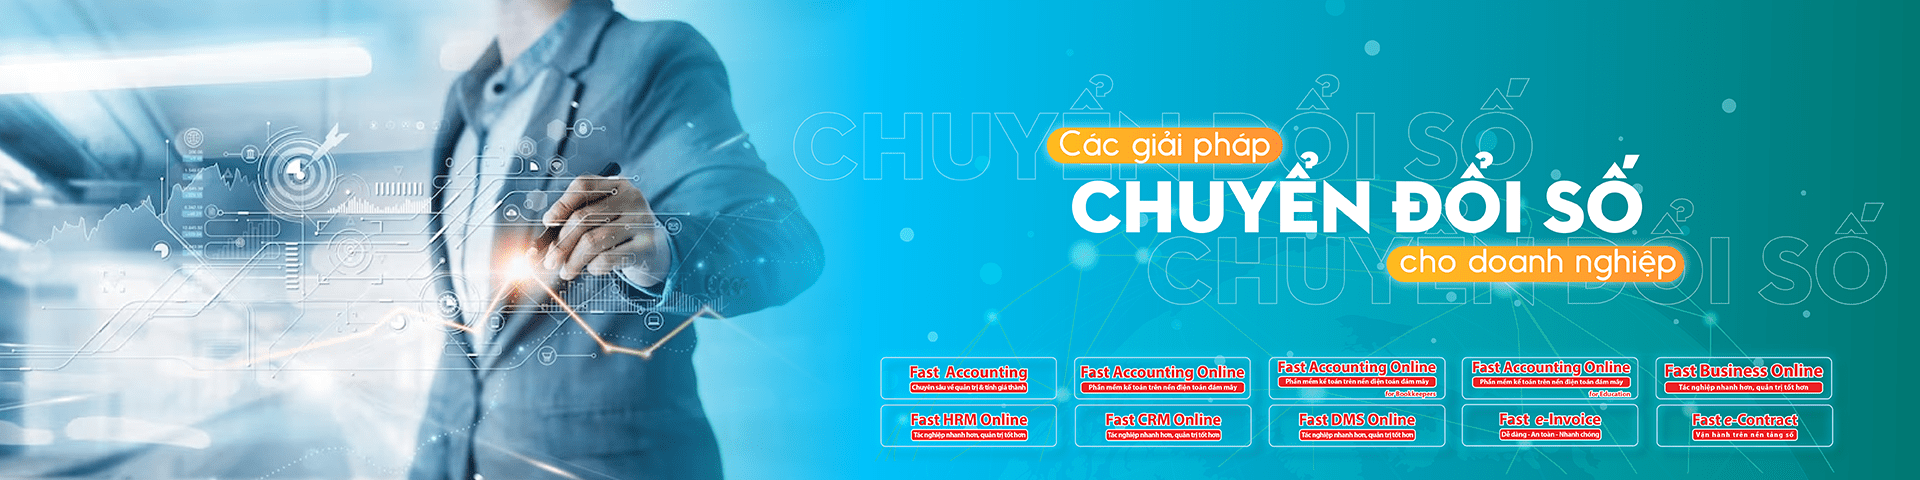 CHUYỂN ĐỔI SỐ
Các giải pháp
CHUYỂN ĐỔI SỐ
cho doanh nghiệp
CHUYỂN ĐỔI SỐ
Fast Accounting
Chuyên sâu về quản trị & tính giá thành
Fast Accounting Online
Phần mềm kế toán trên nền điện toán đám mây
Fast Accounting Online
Phần mềm kế toán trên nền điện toán đám mây
for Bookkeepers
Fast Accounting Online
Phần mềm kế toán trên nền điện toán đám mây
for Education
Fast Business Online
Tác nghiệp nhanh hơn, quản trị tốt hơn
Fast HRM Online
Tác nghiệp nhanh hơn, quản trị tốt hơn
Fast CRM Online
Tác nghiệp nhanh hơn, quản trị tốt hơn
Fast DMS Online
Tác nghiệp nhanh hơn, quản trị tốt hơn
Fast e-Invoice
Dễ dàng - An toàn - Nhanh chóng
Fast e-Contract
Vận hành trên nền tảng số